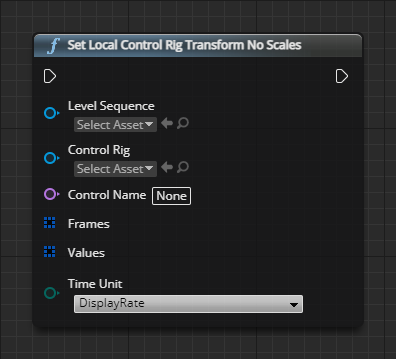 f Set Local Control Rig Transform No Scales
Level Sequence
Select Asset
Control Rig
Select Asset
Control Name None
Frames
Values
Time Unit
DisplayRate